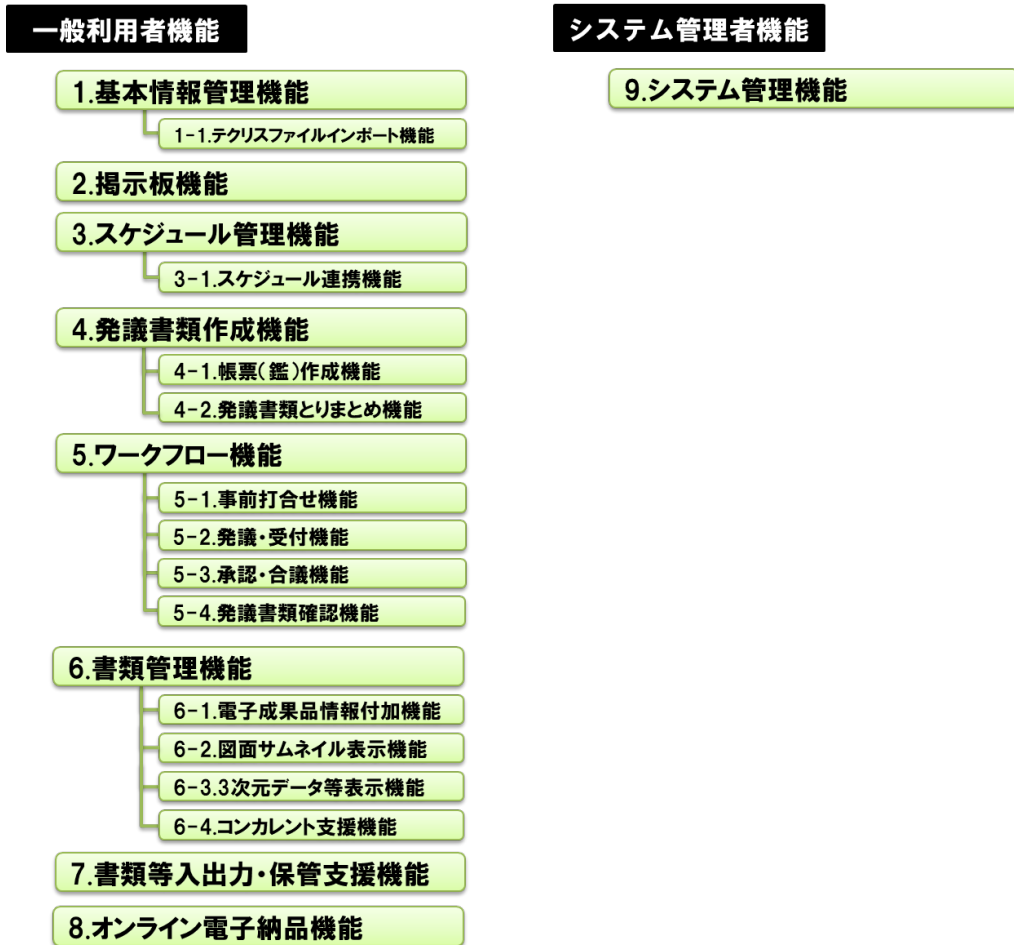 一般利用者機能
1.基本情報管理機能
1-1.テクリスファイルインポート機能
2.掲示板機能
3.スケジュール管理機能
3-1.スケジュール連携機能
4.発議書類作成機能
4-1.帳票(鑑)作成機能
4-2.発議書類とりまとめ機能
5.ワークフロー機能
5-1.事前打合せ機能
5-2.発議・受付機能
5-3.承認・合議機能
5-4.発議書類確認機能
6.書類管理機能
6-1.電子成果品情報付加機能
6-2.図面サムネイル表示機能
6-3.3次元データ等表示機能
6-4.コンカレント支援機能
7.書類等入出力・保管支援機能
8.オンライン電子納品機能
システム管理者機能
9.システム管理機能